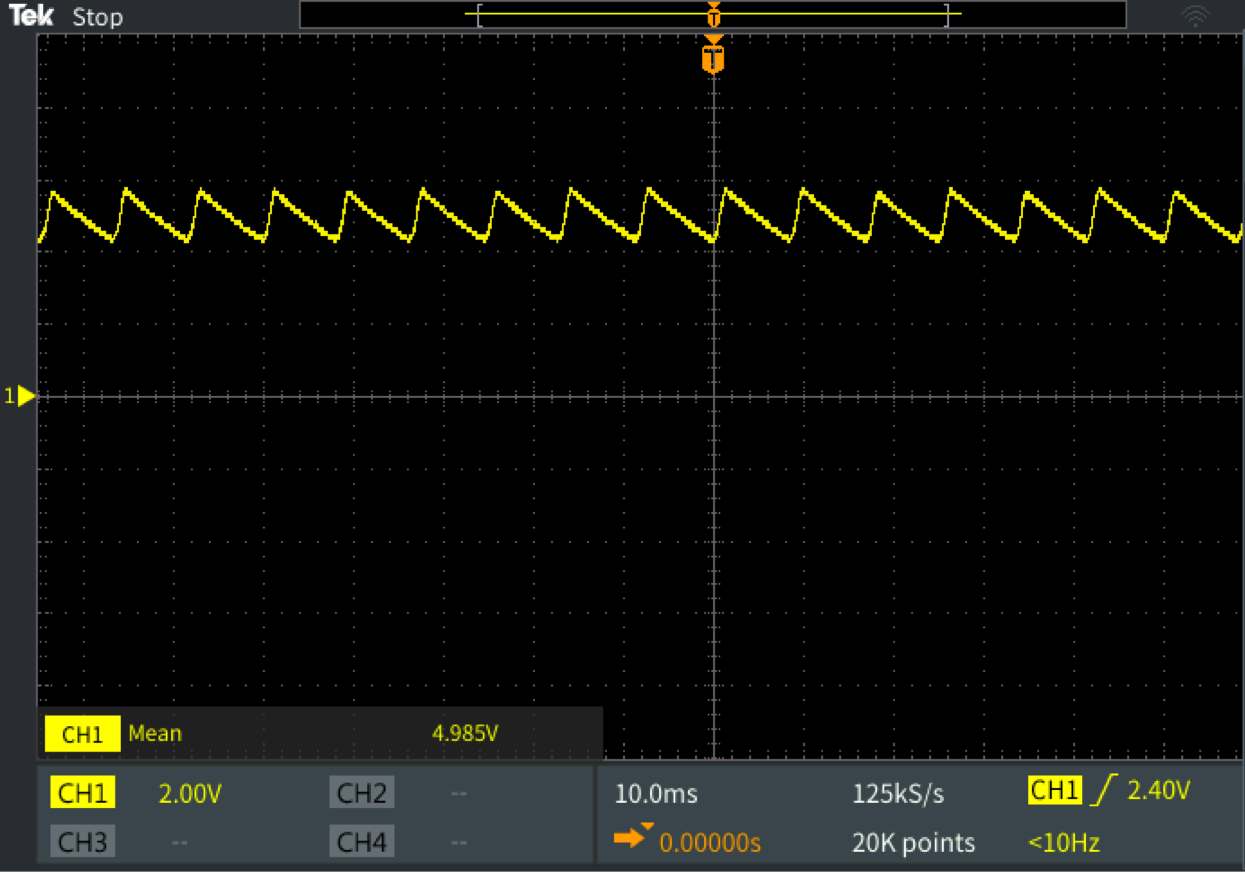 Tek Stop
T
T
1
CH1 Mean 4.985V
CH1 2.00V CH2 -- 10.0ms 125kS/s CH1 2.40V
CH3 -- CH4 -- 0.00000s 20K points <10Hz